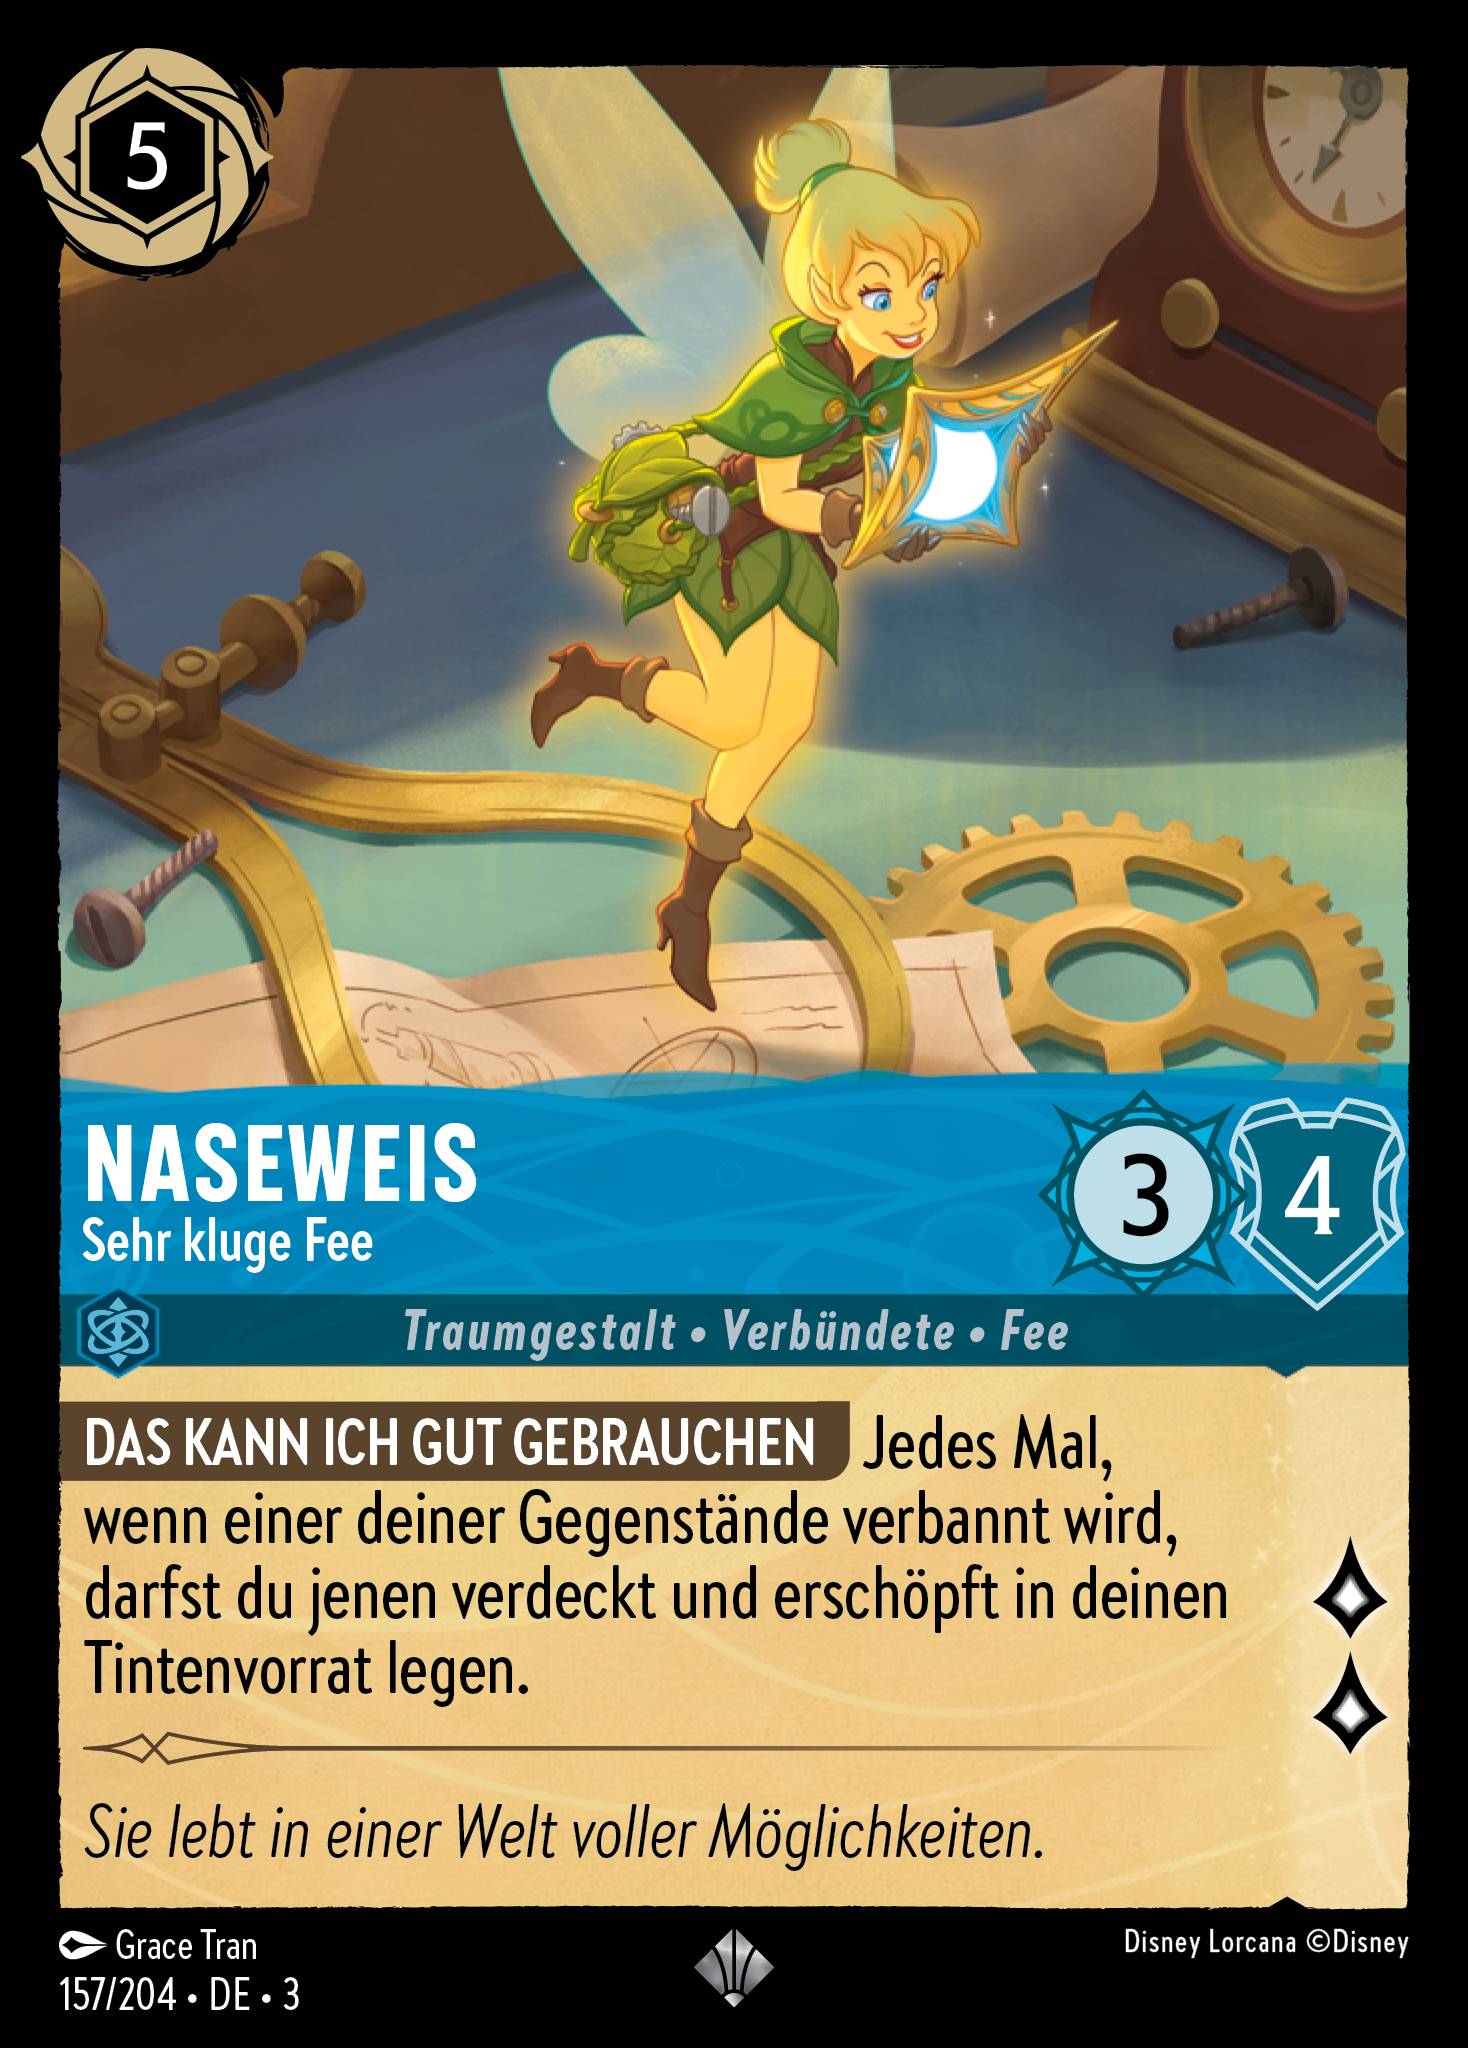 5
NASEWEIS
Sehr kluge Fee
3
4
Traumgestalt • Verbündete • Fee
DAS KANN ICH GUT GEBRAUCHEN Jedes Mal,
wenn einer deiner Gegenstände verbannt wird,
darfst du jenen verdeckt und erschöpft in deinen
Tintenvorrat legen.
Sie lebt in einer Welt voller Möglichkeiten.
Grace Tran
157/204 • DE • 3
Disney Lorcana ©Disney